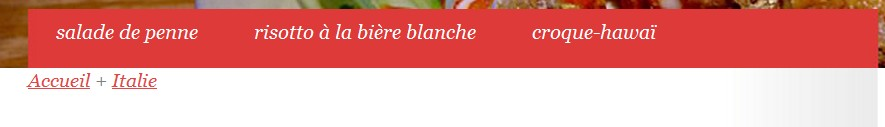 salade de penne risotto à la bière blanche croque-hawaï
Accueil + Italie